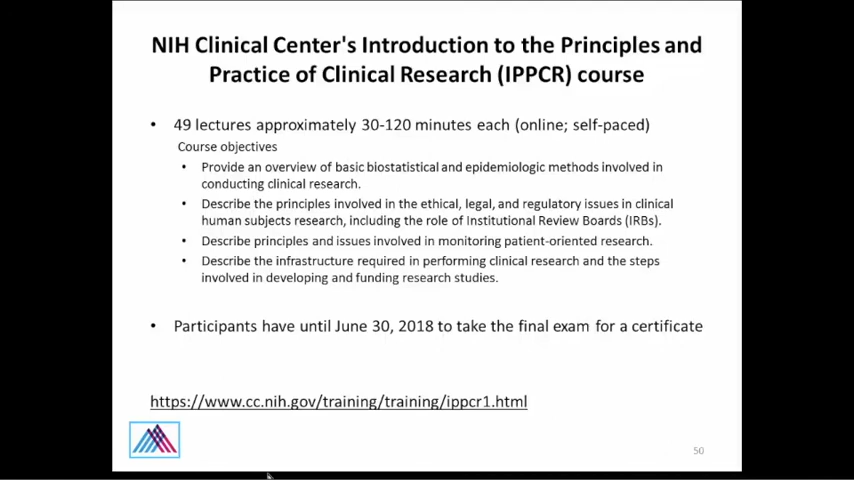 NIH Clinical Center's Introduction to the Principles and
Practice of Clinical Research (IPPCR) course
• 49 lectures approximately 30-120 minutes each (online; self-paced)
Course objectives
• Provide an overview of basic biostatistical and epidemiologic methods involved in
conducting clinical research.
• Describe the principles involved in the ethical, legal, and regulatory issues in clinical
human subjects research, including the role of Institutional Review Boards (IRBs).
• Describe principles and issues involved in monitoring patient-oriented research.
• Describe the infrastructure required in performing clinical research and the steps
involved in developing and funding research studies.
• Participants have until June 30, 2018 to take the final exam for a certificate
https://www.cc.nih.gov/training/training/ippcr1.html
50